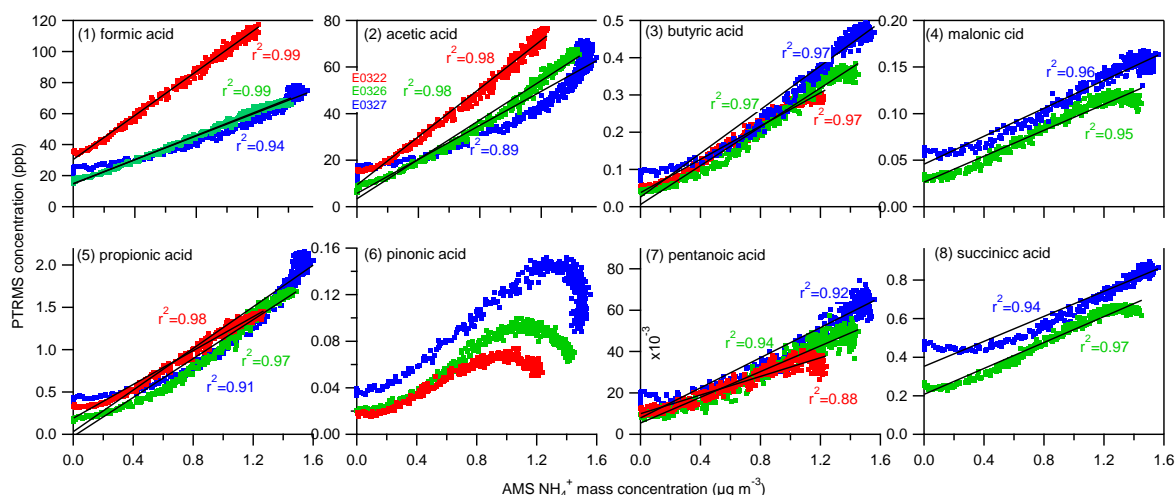 PTRMS concentration (ppb)
(1) formic acid
r²=0.99
r²=0.99
r²=0.94
120
100
80
60
40
20
0
(2) acetic acid
E0322
E0326
E0327
r²=0.98
r²=0.98
r²=0.89
80
60
40
20
0
(3) butyric acid
r²=0.97
r²=0.97
r²=0.97
0.5
0.4
0.3
0.2
0.1
0.0
(4) malonic cid
r²=0.96
r²=0.95
0.20
0.15
0.10
0.05
0.00
(5) propionic acid
r²=0.98
r²=0.97
r²=0.91
2.0
1.5
1.0
0.5
0.0
0.0 0.4 0.8 1.2 1.6
(6) pinonic acid
0.16
0.12
0.08
0.04
0.00
0.0 0.4 0.8 1.2 1.6
(7) pentanoic acid
r²=0.92
r²=0.94
r²=0.88
x10⁻³
80
60
40
20
0
0.0 0.4 0.8 1.2 1.6
(8) succinicc acid
r²=0.94
r²=0.97
0.8
0.6
0.4
0.2
0.0 0.4 0.8 1.2 1.6
AMS NH₄⁺ mass concentration (µg m⁻³)